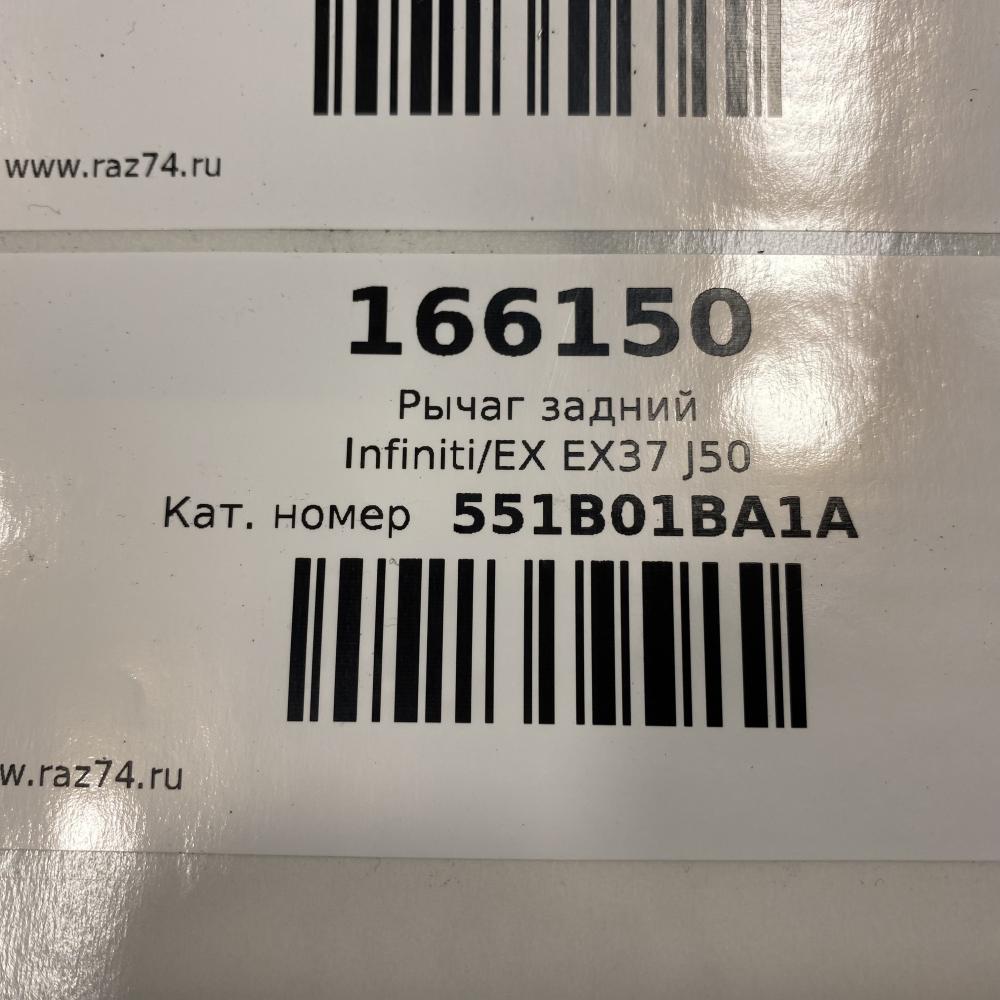 www.raz74.ru
166150
Рычаг задний
Infiniti/EX EX37 J50
Кат. номер 551B01BA1A
w.raz74.ru